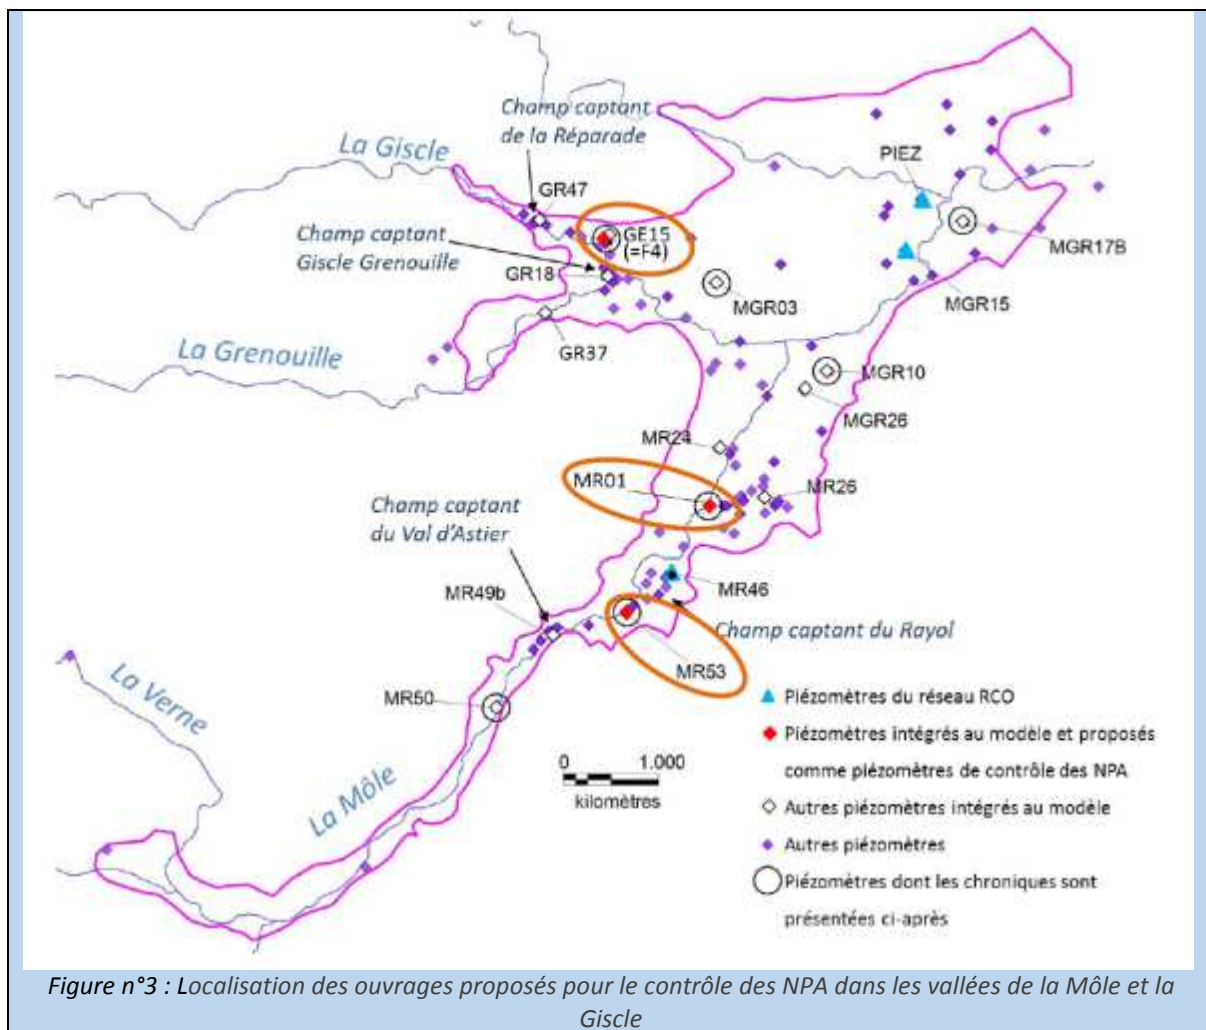 Champ captant
de la Réparade
La Giscle
PIEZ
GR47
Champ captant
Giscle Grenouille
GE15
(=F4)
MGR17B
GR18
MGR03
MGR15
GR37
La Grenouille
MGR10
MGR26
MR24
MR01
MR26
Champ captant
du Val d'Astier
MR49b
MR46
Champ captant du Rayol
MR53
La Verne
MR50
La Môle
0 1.000
kilomètres
Piézomètres du réseau RCO
Piézomètres intégrés au modèle et proposés
comme piézomètres de contrôle des NPA
Autres piézomètres intégrés au modèle
Autres piézomètres
Piézomètres dont les chroniques sont
présentées ci-après
Figure n°3 : Localisation des ouvrages proposés pour le contrôle des NPA dans les vallées de la Môle et la
Giscle